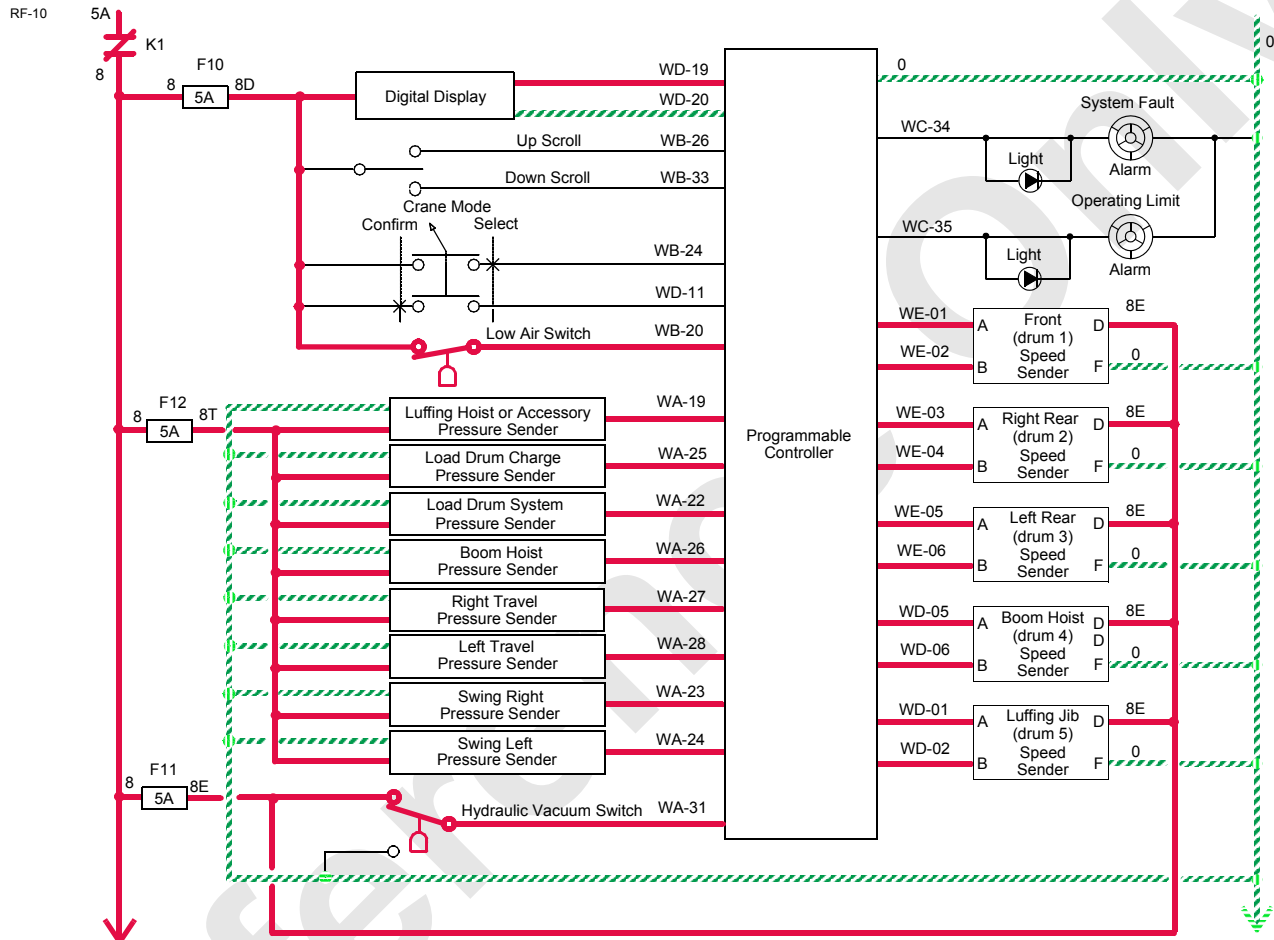 RF-10
5A
K1
8
F10
8
5A
8D
Digital Display
WD-19
WD-20
Up Scroll
WB-26
Down Scroll
WB-33
Crane Mode
Confirm
Select
WB-24
WD-11
Low Air Switch
WB-20
F12
8
5A
8T
Luffing Hoist or Accessory
Pressure Sender
WA-19
Load Drum Charge
Pressure Sender
WA-25
Load Drum System
Pressure Sender
WA-22
Boom Hoist
Pressure Sender
WA-26
Right Travel
Pressure Sender
WA-27
Left Travel
Pressure Sender
WA-28
Swing Right
Pressure Sender
WA-23
Swing Left
Pressure Sender
WA-24
F11
8
5A
8E
Hydraulic Vacuum Switch
WA-31
Programmable
Controller
0
0
System Fault
WC-34
Light
Alarm
Operating Limit
WC-35
Light
Alarm
WE-01
WE-02
A
B
Front
(drum 1)
Speed
Sender
D
F
8E
0
WE-03
WE-04
A
B
Right Rear
(drum 2)
Speed
Sender
D
F
8E
0
WE-05
WE-06
A
B
Left Rear
(drum 3)
Speed
Sender
D
F
8E
0
WD-05
WD-06
A
B
Boom Hoist
(drum 4)
Speed
Sender
D
D
F
8E
0
WD-01
WD-02
A
B
Luffing Jib
(drum 5)
Speed
Sender
D
F
8E
0